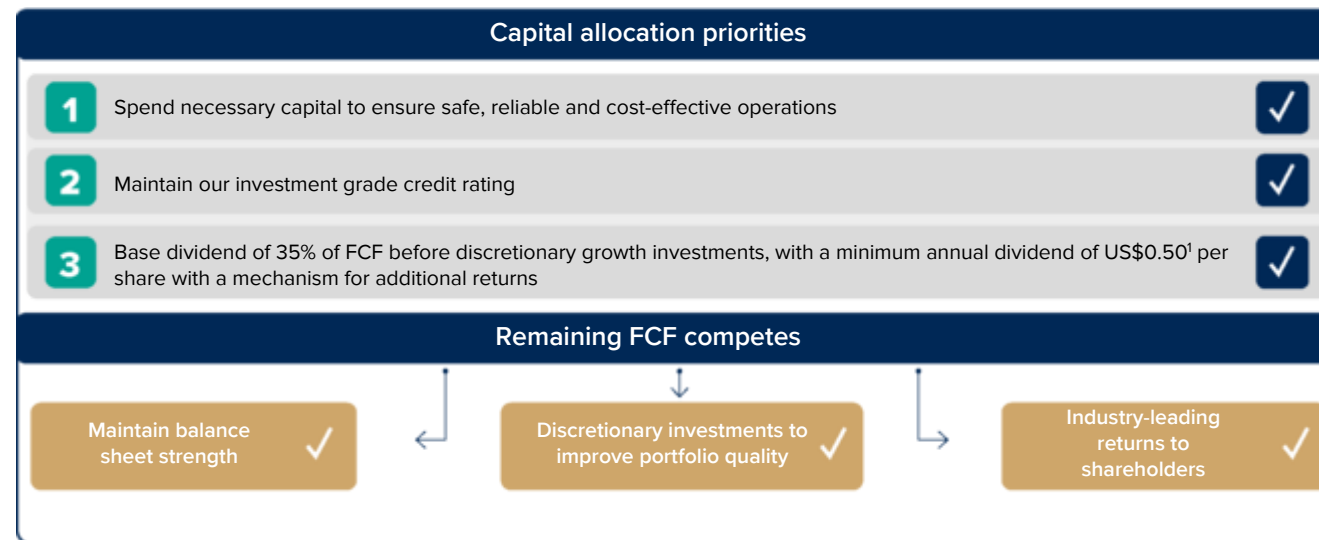 Capital allocation priorities
1
Spend necessary capital to ensure safe, reliable and cost-effective operations
2
Maintain our investment grade credit rating
3
Base dividend of 35% of FCF before discretionary growth investments, with a minimum annual dividend of US$0.50¹ per
share with a mechanism for additional returns
Remaining FCF competes
Maintain balance
sheet strength
Discretionary investments to
improve portfolio quality
Industry-leading
returns to
shareholders